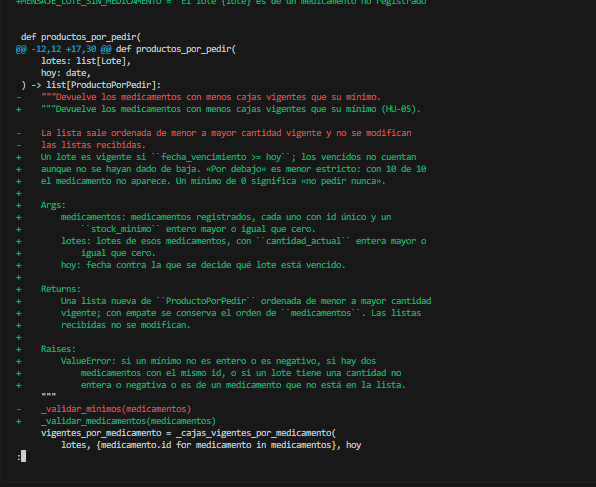 +MENSAJE_LOTE_SIN_MEDICAMENTO = "El lote {lote} es de un medicamento no registrado
 def productos_por_pedir(
@@ -12,12 +17,30 @@ def productos_por_pedir(
     lotes: list[Lote],
     hoy: date,
 ) -> list[ProductoPorPedir]:
-    """Devuelve los medicamentos con menos cajas vigentes que su mínimo.
+    """Devuelve los medicamentos con menos cajas vigentes que su mínimo (HU-05).
-    La lista sale ordenada de menor a mayor cantidad vigente y no se modifican
-    las listas recibidas.
+    Un lote es vigente si ``fecha_vencimiento >= hoy``; los vencidos no cuentan
+    aunque no se hayan dado de baja. «Por debajo» es menor estricto: con 10 de 10
+    el medicamento no aparece. Un mínimo de 0 significa «no pedir nunca».
+
+    Args:
+        medicamentos: medicamentos registrados, cada uno con id único y un
+            ``stock_minimo`` entero mayor o igual que cero.
+        lotes: lotes de esos medicamentos, con ``cantidad_actual`` entera mayor o
+            igual que cero.
+        hoy: fecha contra la que se decide qué lote está vencido.
+
+    Returns:
+        Una lista nueva de ``ProductoPorPedir`` ordenada de menor a mayor cantidad
+        vigente; con empate se conserva el orden de ``medicamentos``. Las listas
+        recibidas no se modifican.
+
+    Raises:
+        ValueError: si un mínimo no es entero o es negativo, si hay dos
+            medicamentos con el mismo id, o si un lote tiene una cantidad no
+            entera o negativa o es de un medicamento que no está en la lista.
     """
-    _validar_minimos(medicamentos)
+    _validar_medicamentos(medicamentos)
     vigentes_por_medicamento = _cajas_vigentes_por_medicamento(
         lotes, {medicamento.id for medicamento in medicamentos}, hoy
: